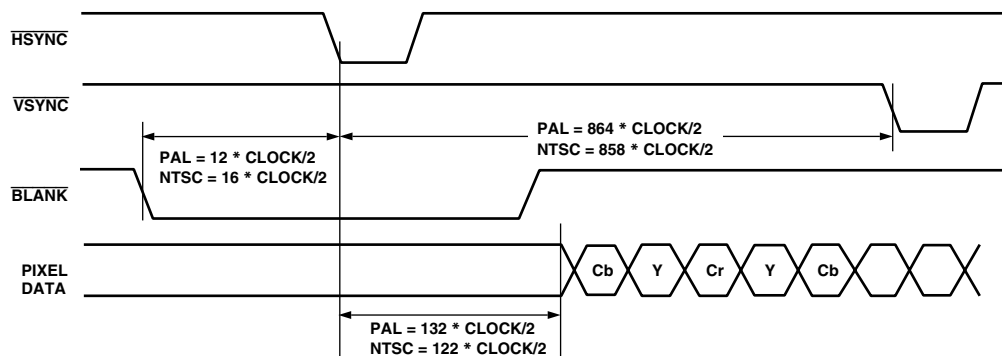 HSYNC
VSYNC
PAL = 864 * CLOCK/2
NTSC = 858 * CLOCK/2
PAL = 12 * CLOCK/2
NTSC = 16 * CLOCK/2
BLANK
PIXEL
DATA
Cb Y Cr Y Cb
PAL = 132 * CLOCK/2
NTSC = 122 * CLOCK/2